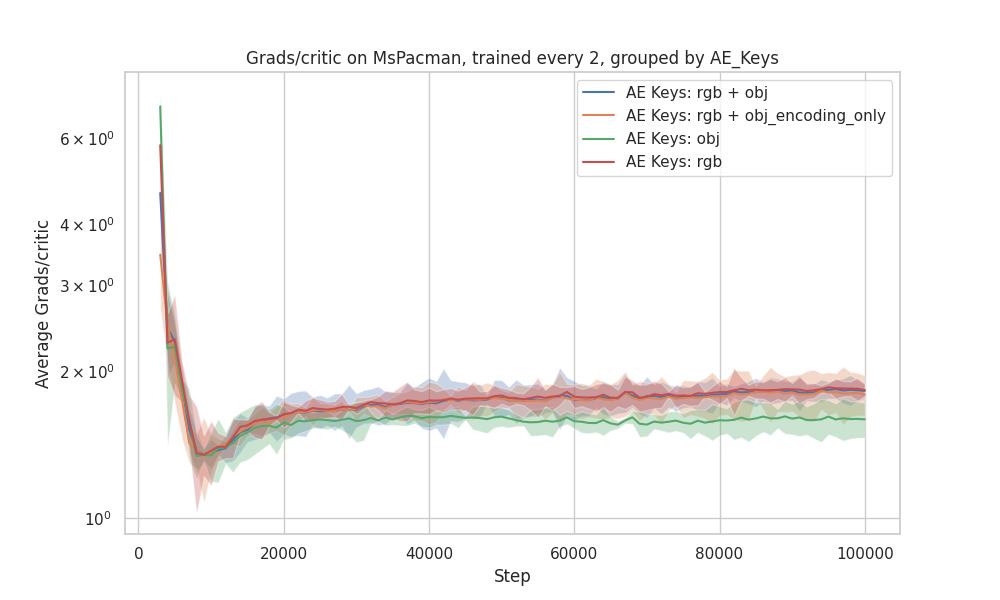 Grads/critic on MsPacman, trained every 2, grouped by AE_Keys
AE Keys: rgb + obj
AE Keys: rgb + obj_encoding_only
AE Keys: obj
AE Keys: rgb
6 × 10⁰
4 × 10⁰
3 × 10⁰
2 × 10⁰
10⁰
Average Grads/critic
0 20000 40000 60000 80000 100000
Step